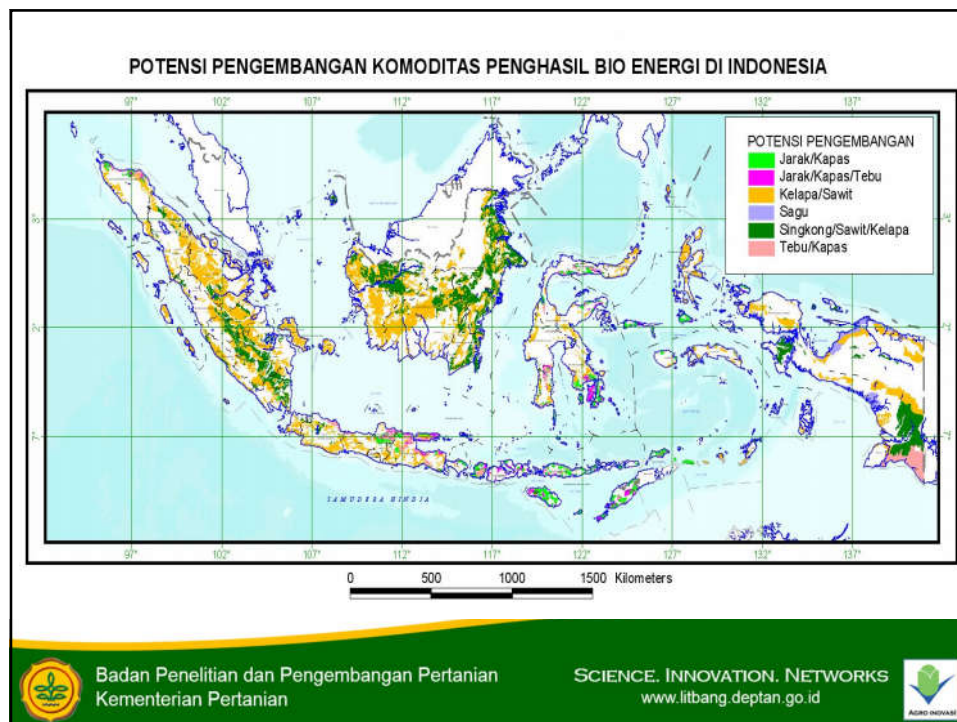 POTENSI PENGEMBANGAN KOMODITAS PENGHASIL BIO ENERGI DI INDONESIA
97° 102° 107° 112° 117° 122° 127° 132° 137°
POTENSI PENGEMBANGAN
Jarak/Kapas
Jarak/Kapas/Tebu
Kelapa/Sawit
Sagu
Singkong/Sawit/Kelapa
Tebu/Kapas
SAMUDERA HINDIA
97° 102° 107° 112° 117° 122° 127° 132° 137°
0 500 1000 1500 Kilometers
Badan Penelitian dan Pengembangan Pertanian
Kementerian Pertanian
SCIENCE. INNOVATION. NETWORKS
www.litbang.deptan.go.id
AGRO INOVASI